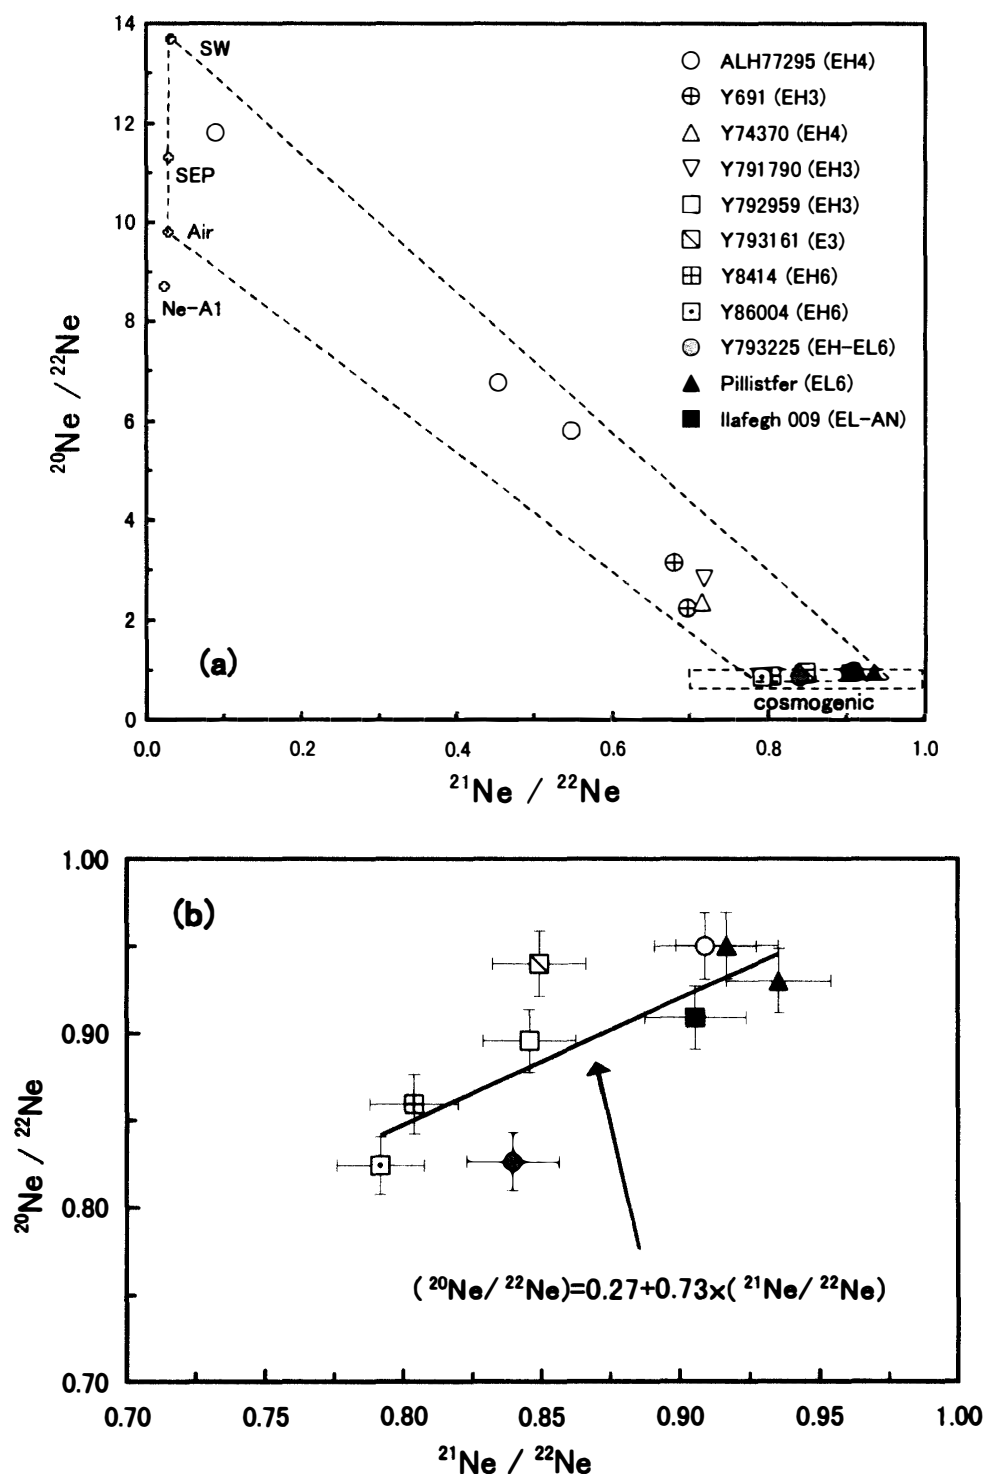 14
12
10
8
6
4
2
0
²⁰Ne / ²²Ne
SW
SEP
Air
Ne-A1
ALH77295 (EH4)
Y691 (EH3)
Y74370 (EH4)
Y791790 (EH3)
Y792959 (EH3)
Y793161 (E3)
Y8414 (EH6)
Y86004 (EH6)
Y793225 (EH-EL6)
Pillistfer (EL6)
Ilafegh 009 (EL-AN)
(a)
cosmogenic
0.0 0.2 0.4 0.6 0.8 1.0
²¹Ne / ²²Ne
1.00
0.90
0.80
0.70
²⁰Ne / ²²Ne
(b)
(²⁰Ne/ ²²Ne)=0.27+0.73×(²¹Ne/ ²²Ne)
0.70 0.75 0.80 0.85 0.90 0.95 1.00
²¹Ne / ²²Ne